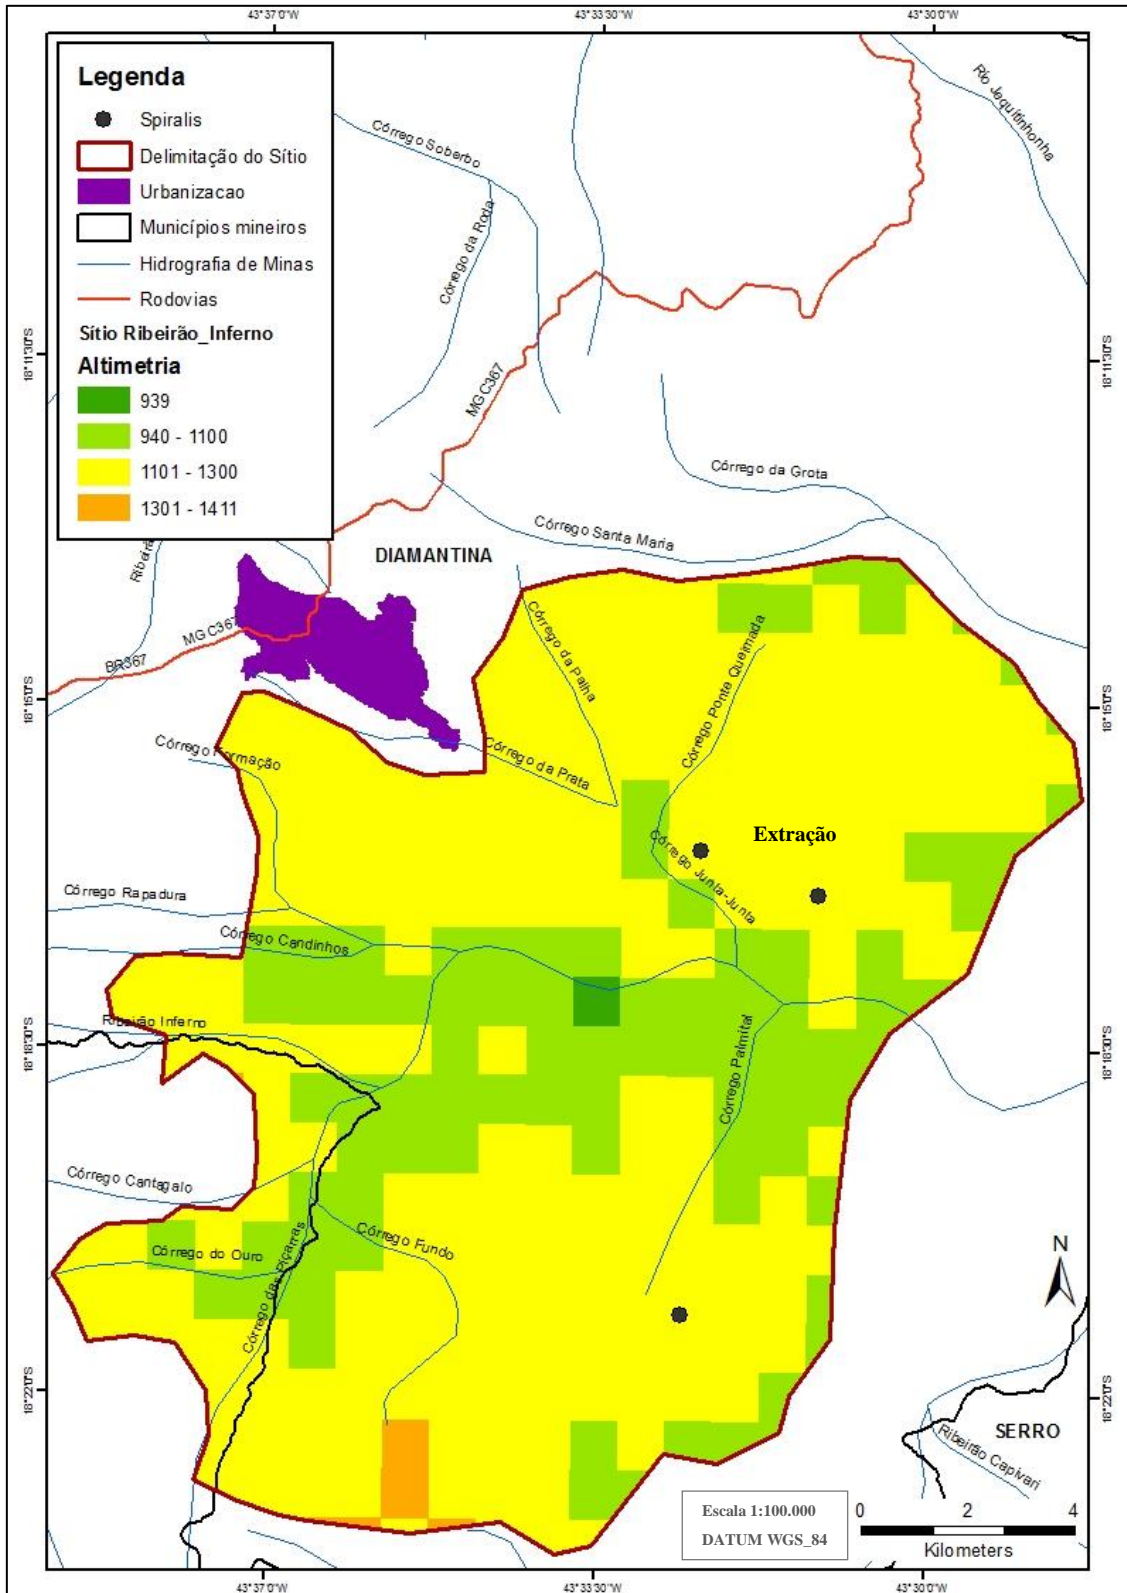 43°37'0"W
43°33'30"W
43°30'0"W
Legenda
Spiralis
Delimitação do Sítio
Urbanizacao
Municípios mineiros
Hidrografia de Minas
Rodovias
Sítio Ribeirão_Inferno
Altimetria
939
940 - 1100
1101 - 1300
1301 - 1411
Rio Jequitinhonha
Córrego Soberbo
Córrego da Roda
18°11'30"S
18°11'30"S
MGC367
Córrego da Grota
Córrego Santa Maria
DIAMANTINA
Ribeirã
MGC367
BR367
Córrego da Palha
Córrego Ponte Queimada
18°15'0"S
18°15'0"S
Córrego Formação
Córrego da Prata
Extração
Córrego Junta-Junta
Córrego Rapadura
Córrego Candinhos
Ribeirão Inferno
18°18'30"S
18°18'30"S
Córrego Palmital
Córrego Cantagalo
Córrego Fundo
Córrego do Ouro
Córrego das Piçarras
N
18°22'0"S
18°22'0"S
SERRO
Ribeirão Capivari
Escala 1:100.000
DATUM WGS_84
0 2 4
Kilometers
43°37'0"W
43°33'30"W
43°30'0"W